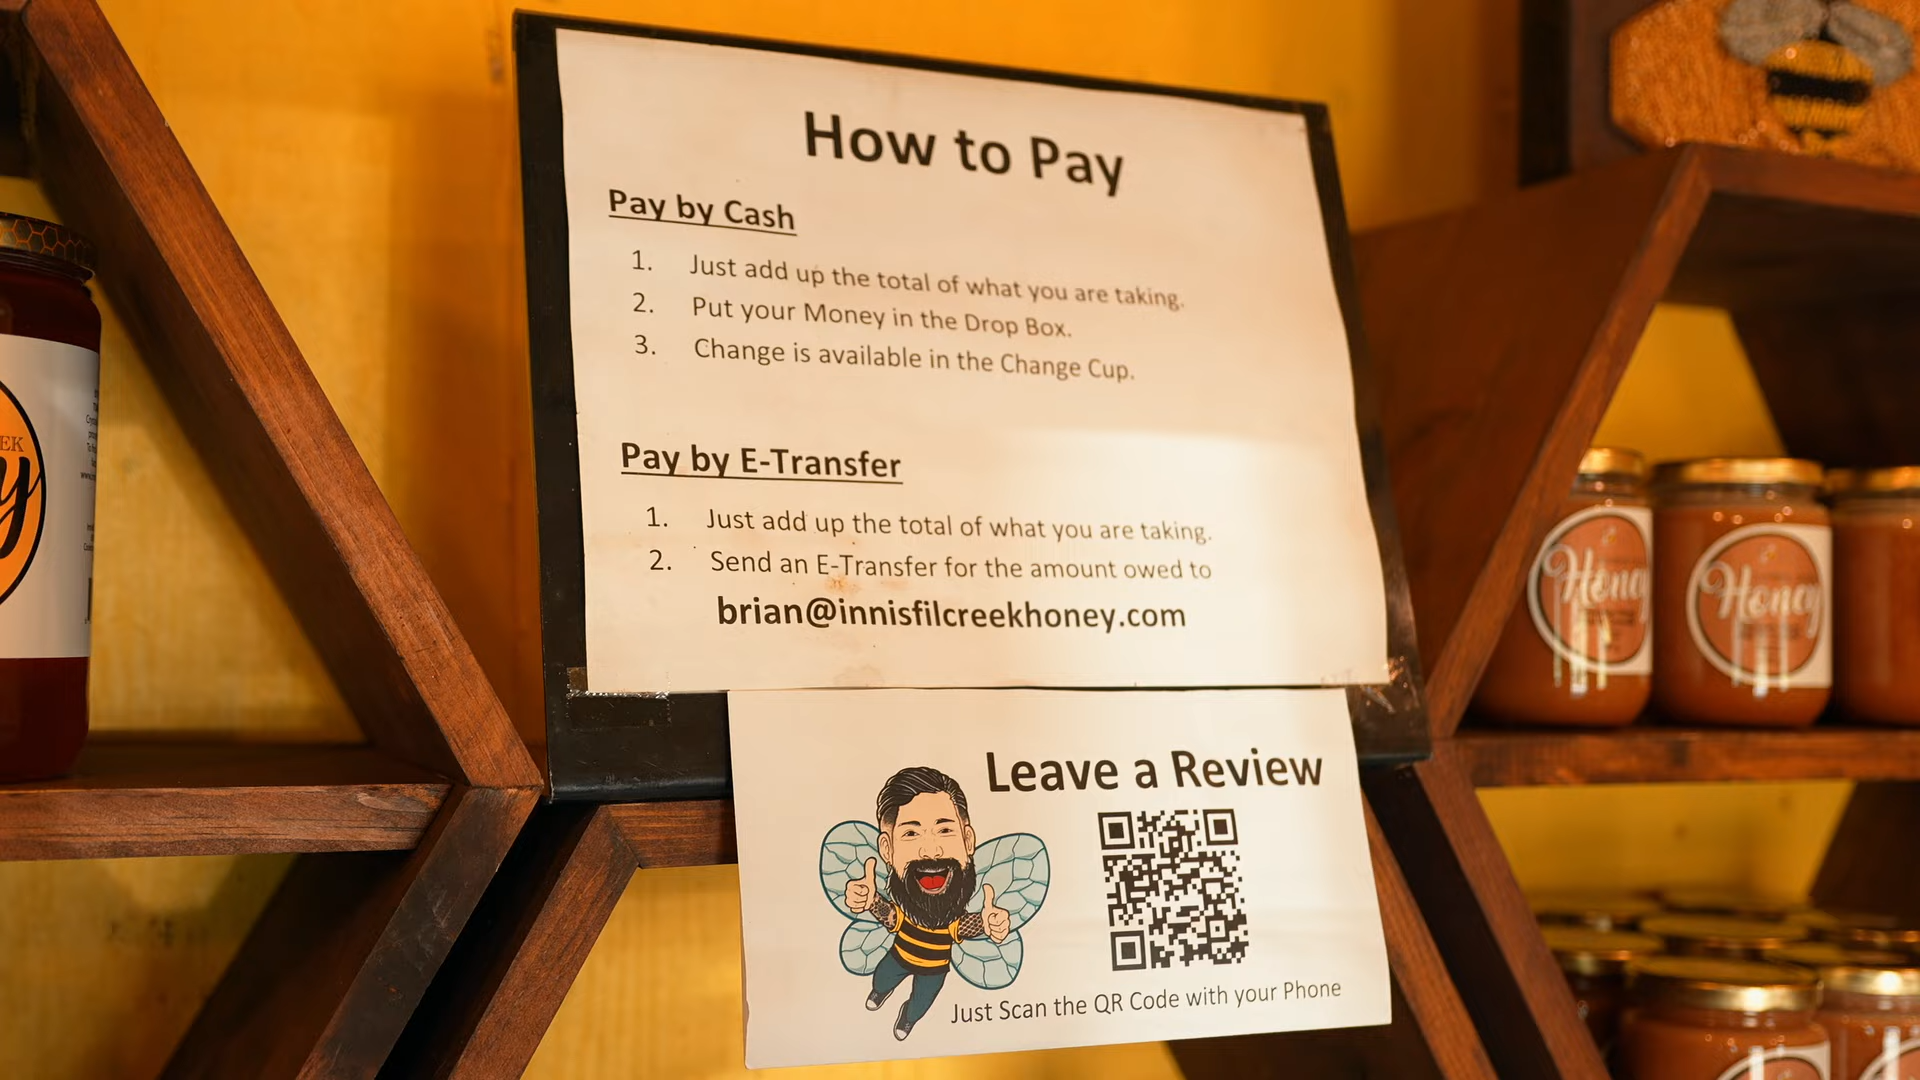 How to Pay
Pay by Cash
1. Just add up the total of what you are taking.
2. Put your Money in the Drop Box.
3. Change is available in the Change Cup.
Pay by E-Transfer
1. Just add up the total of what you are taking.
2. Send an E-Transfer for the amount owed to
brian@innisfilcreekhoney.com
Leave a Review
Just Scan the QR Code with your Phone
EK
Honey
Honey